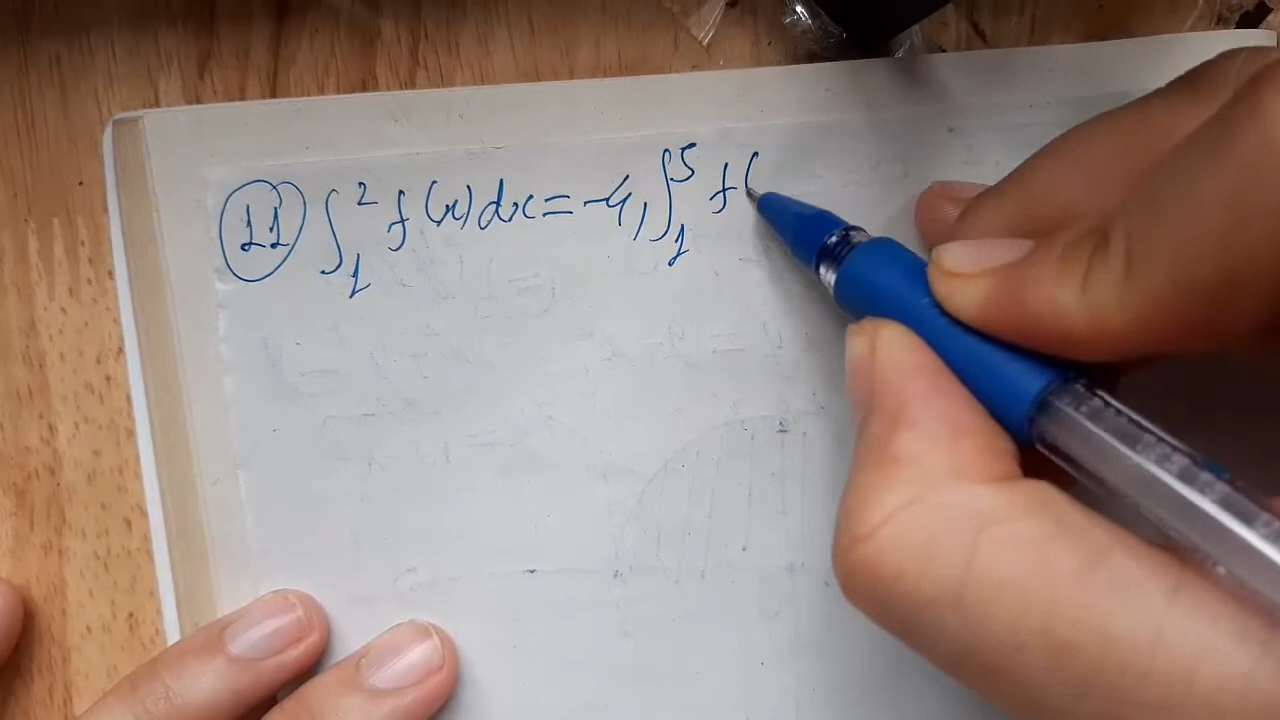 11 ∫₁² f(x)dx = -4, ∫₁⁵ f(